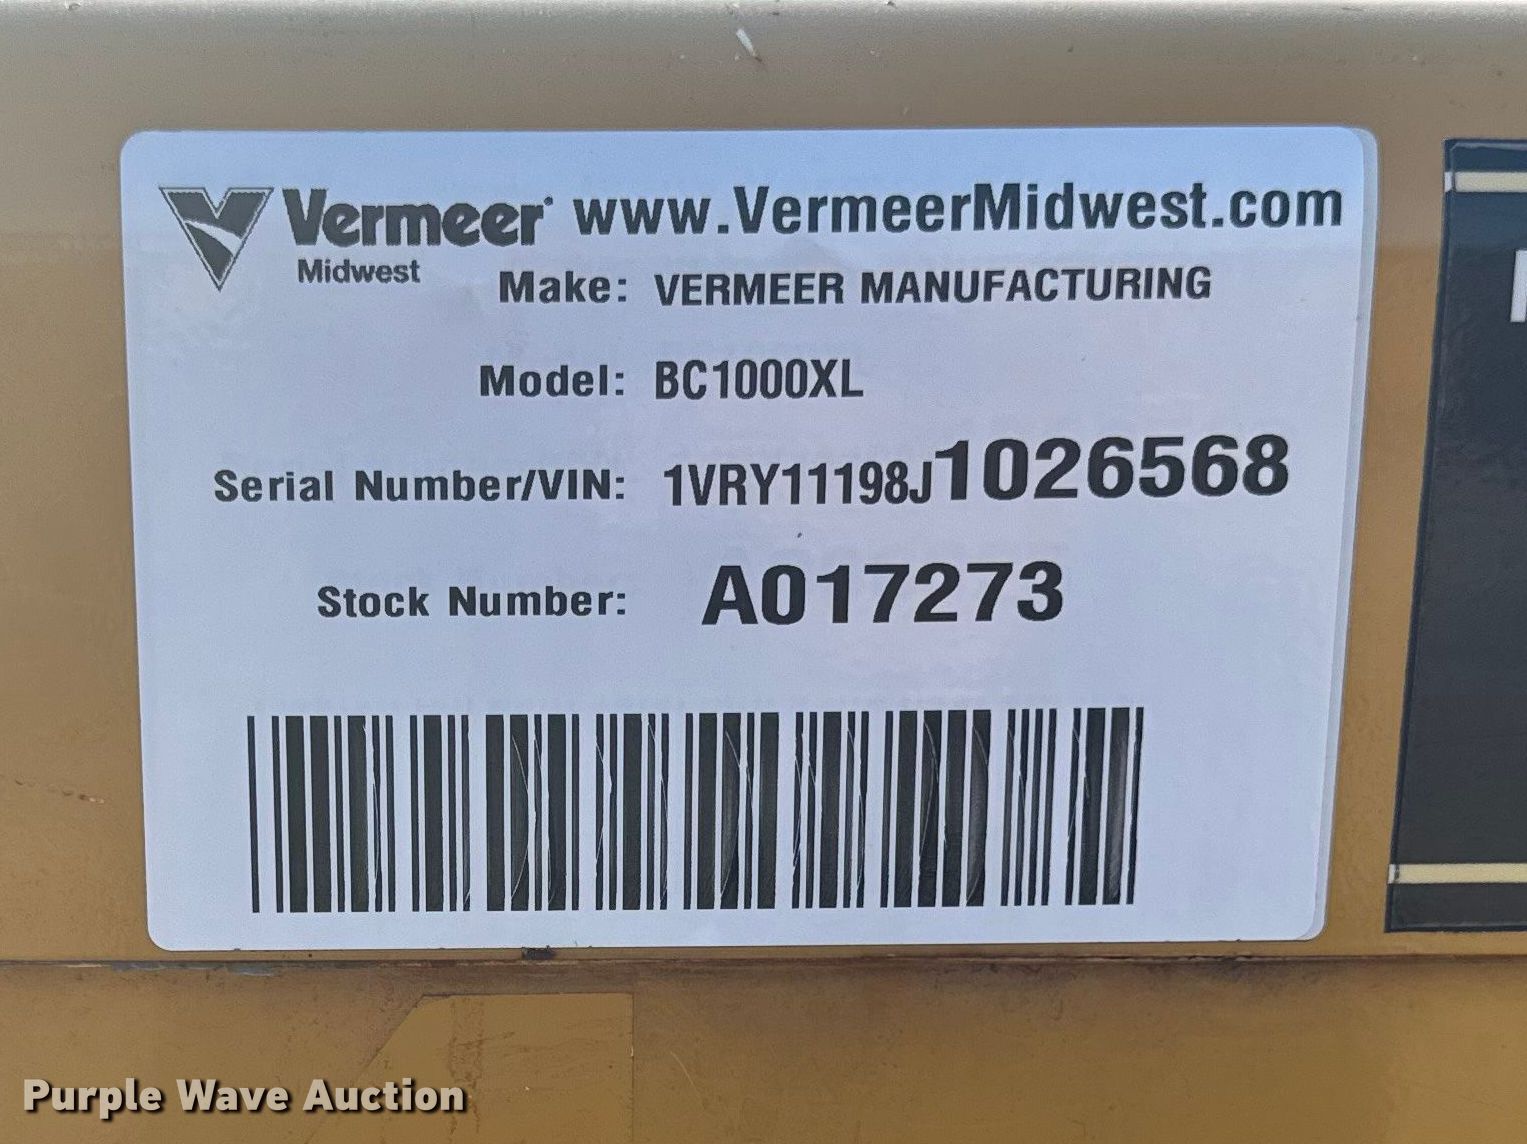 Vermeer www.VermeerMidwest.com
Midwest
Make: VERMEER MANUFACTURING
Model: BC1000XL
Serial Number/VIN: 1VRY11198J1026568
Stock Number: A017273
Purple Wave Auction